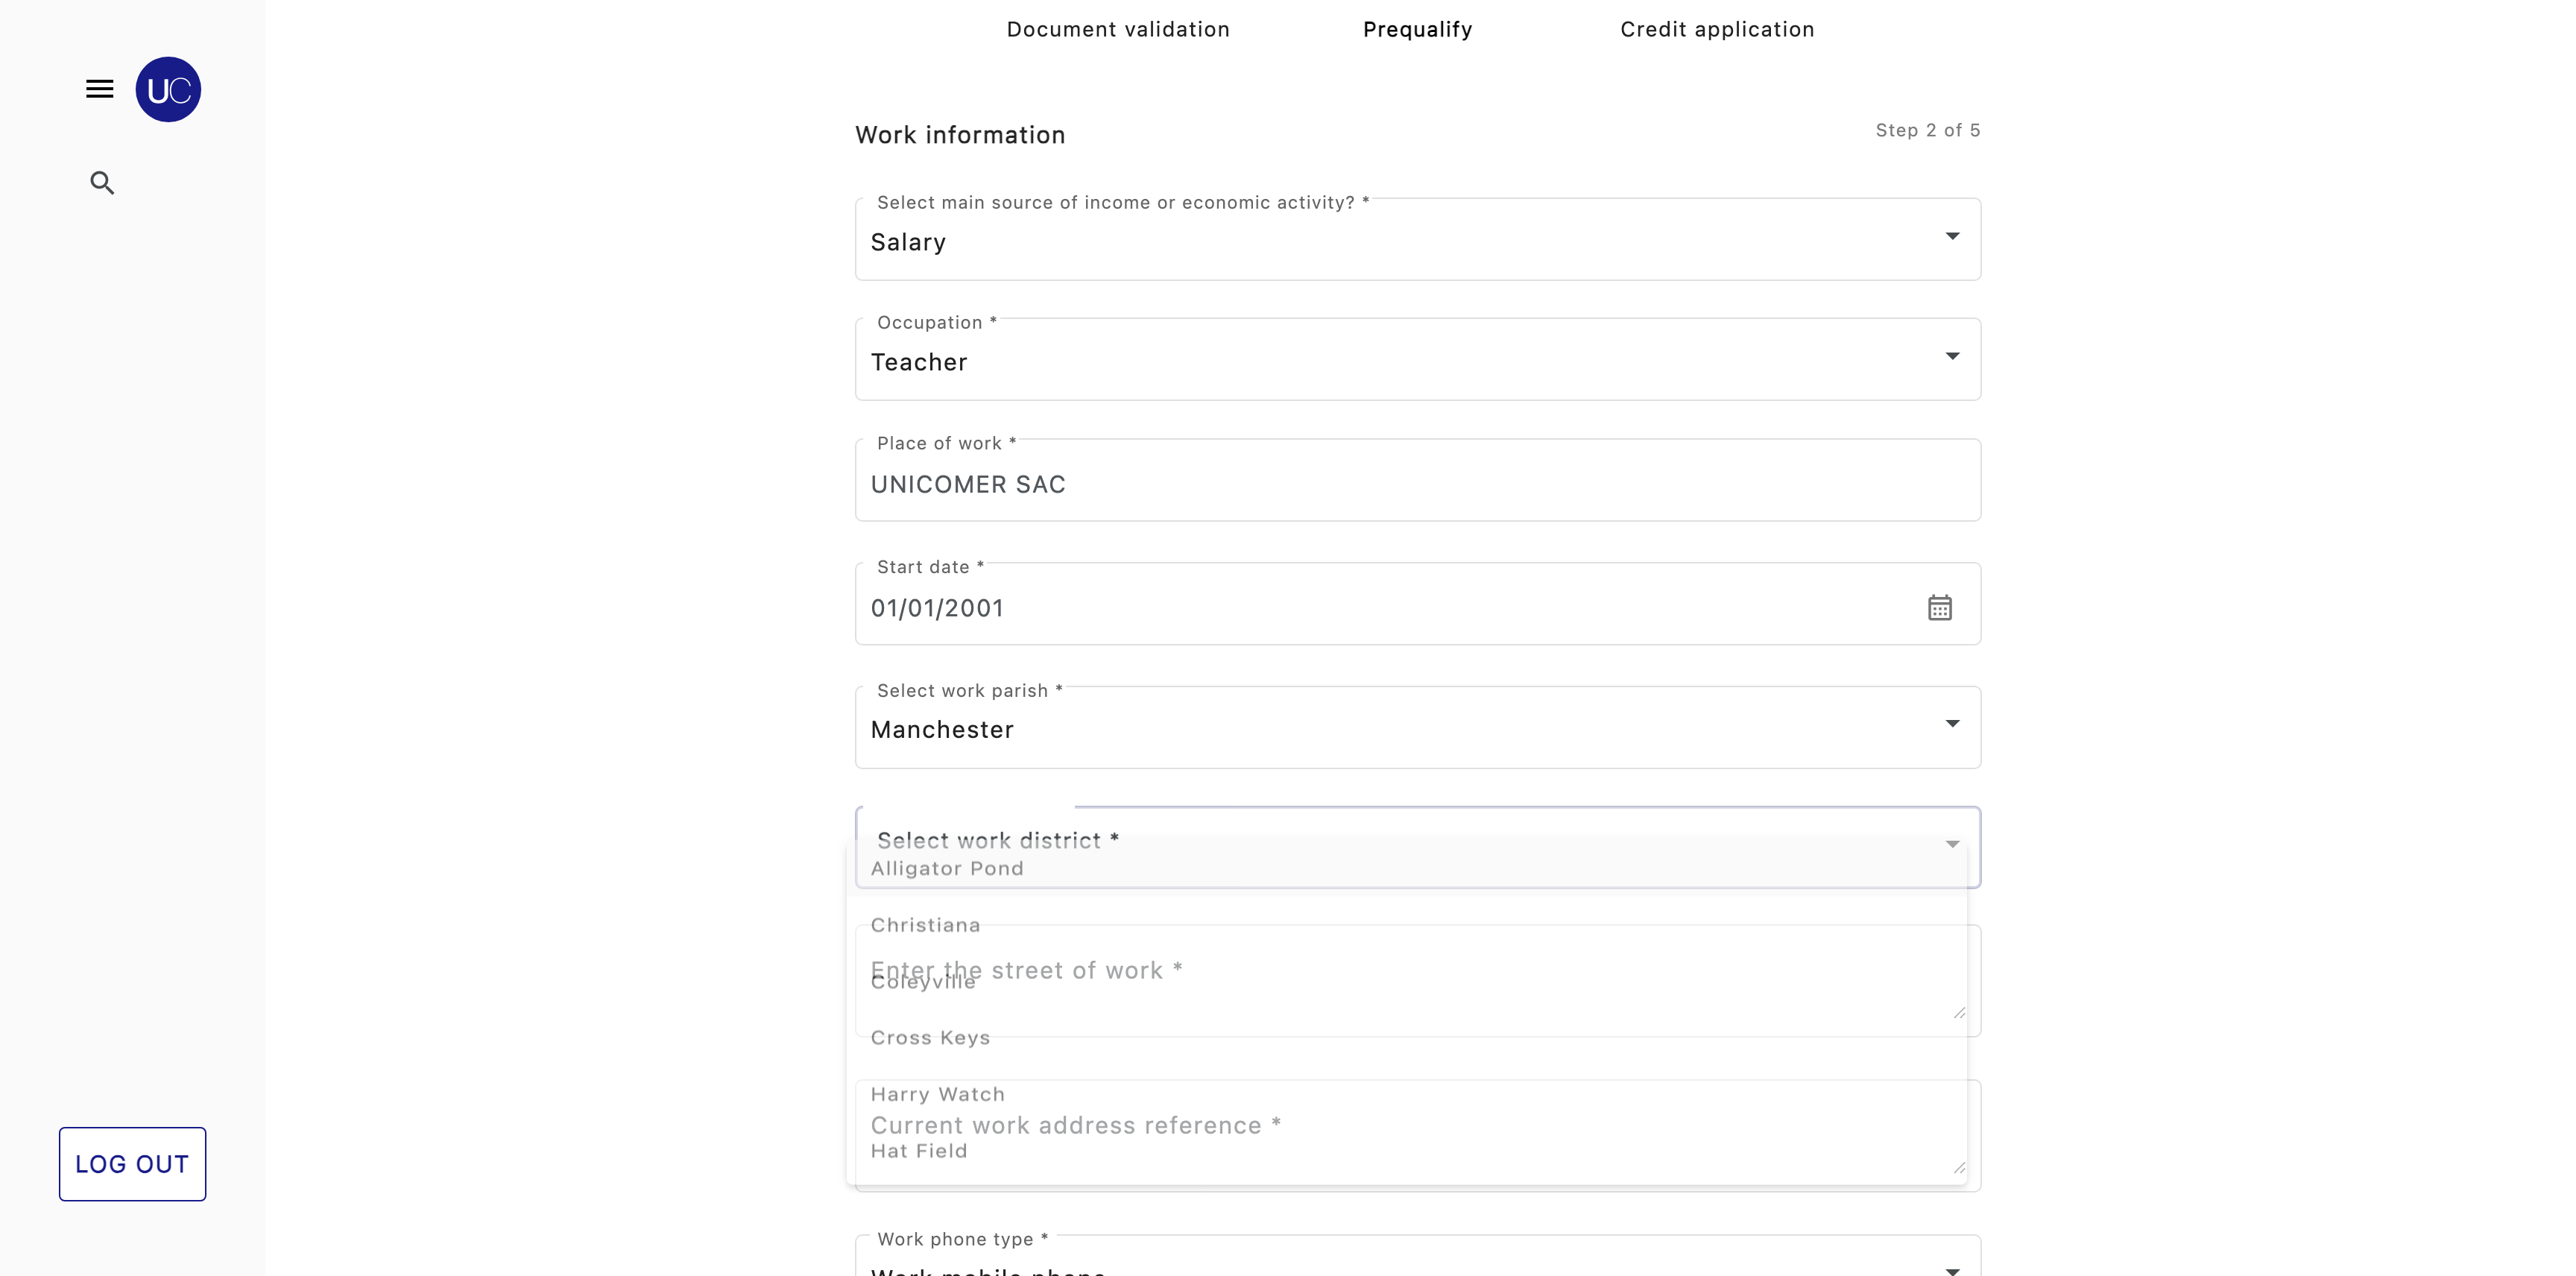 Document validation
Prequalify
Credit application
UC
Work information
Step 2 of 5
Select main source of income or economic activity? *
Salary
Occupation *
Teacher
Place of work *
UNICOMER SAC
Start date *
01/01/2001
Select work parish *
Manchester
Select work district *
Alligator Pond
Christiana
Enter the street of work *
Coleyville
Cross Keys
Harry Watch
Current work address reference *
Hat Field
LOG OUT
Work phone type *
Work mobile phone